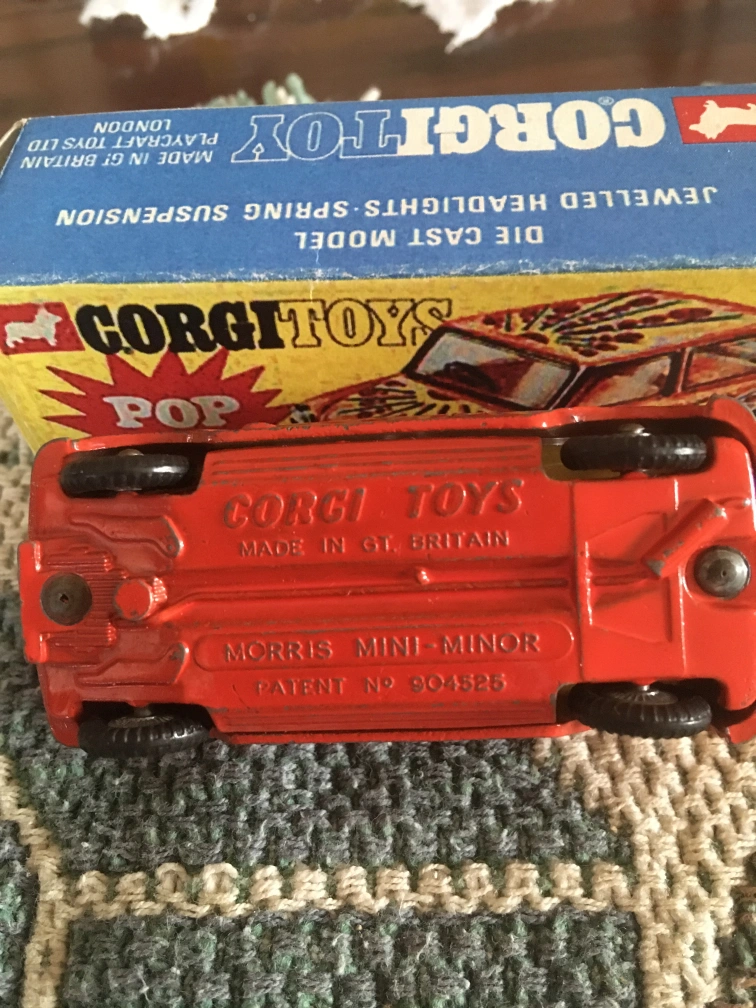 CORGI TOY®
MADE IN Gt BRITAIN
PLAYCRAFT TOYS LTD
LONDON
JEWELLED HEADLIGHTS·SPRING SUSPENSION
DIE CAST MODEL
CORGI TOYS
POP
CORGI TOYS
MADE IN GT. BRITAIN
MORRIS MINI-MINOR
PATENT Nº 904525